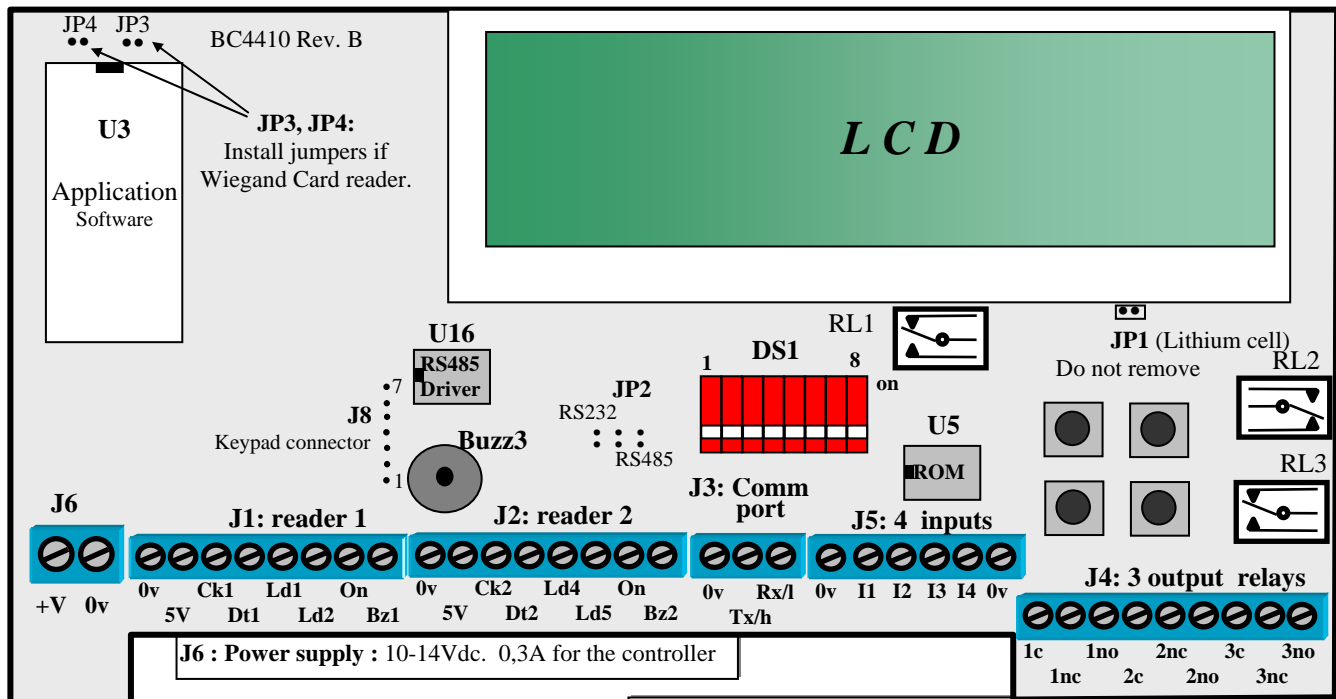 JP4 JP3
BC4410 Rev. B
U3
Application
Software
JP3, JP4:
Install jumpers if
Wiegand Card reader.
LCD
RL1
JP1 (Lithium cell)
Do not remove
RL2
RL3
U16
RS485
Driver
7
J8
Keypad connector
1
Buzz3
JP2
RS232
RS485
DS1
1 8
on
U5
ROM
J6
+V 0v
J1: reader 1
0v Ck1 Ld1 On
5V Dt1 Ld2 Bz1
J2: reader 2
0v Ck2 Ld4 On
5V Dt2 Ld5 Bz2
J3: Comm
port
0v Rx/l
Tx/h
J5: 4 inputs
0v I1 I2 I3 I4 0v
J4: 3 output relays
1c 1no 2nc 3c 3no
1nc 2c 2no 3nc
J6 : Power supply : 10-14Vdc. 0,3A for the controller